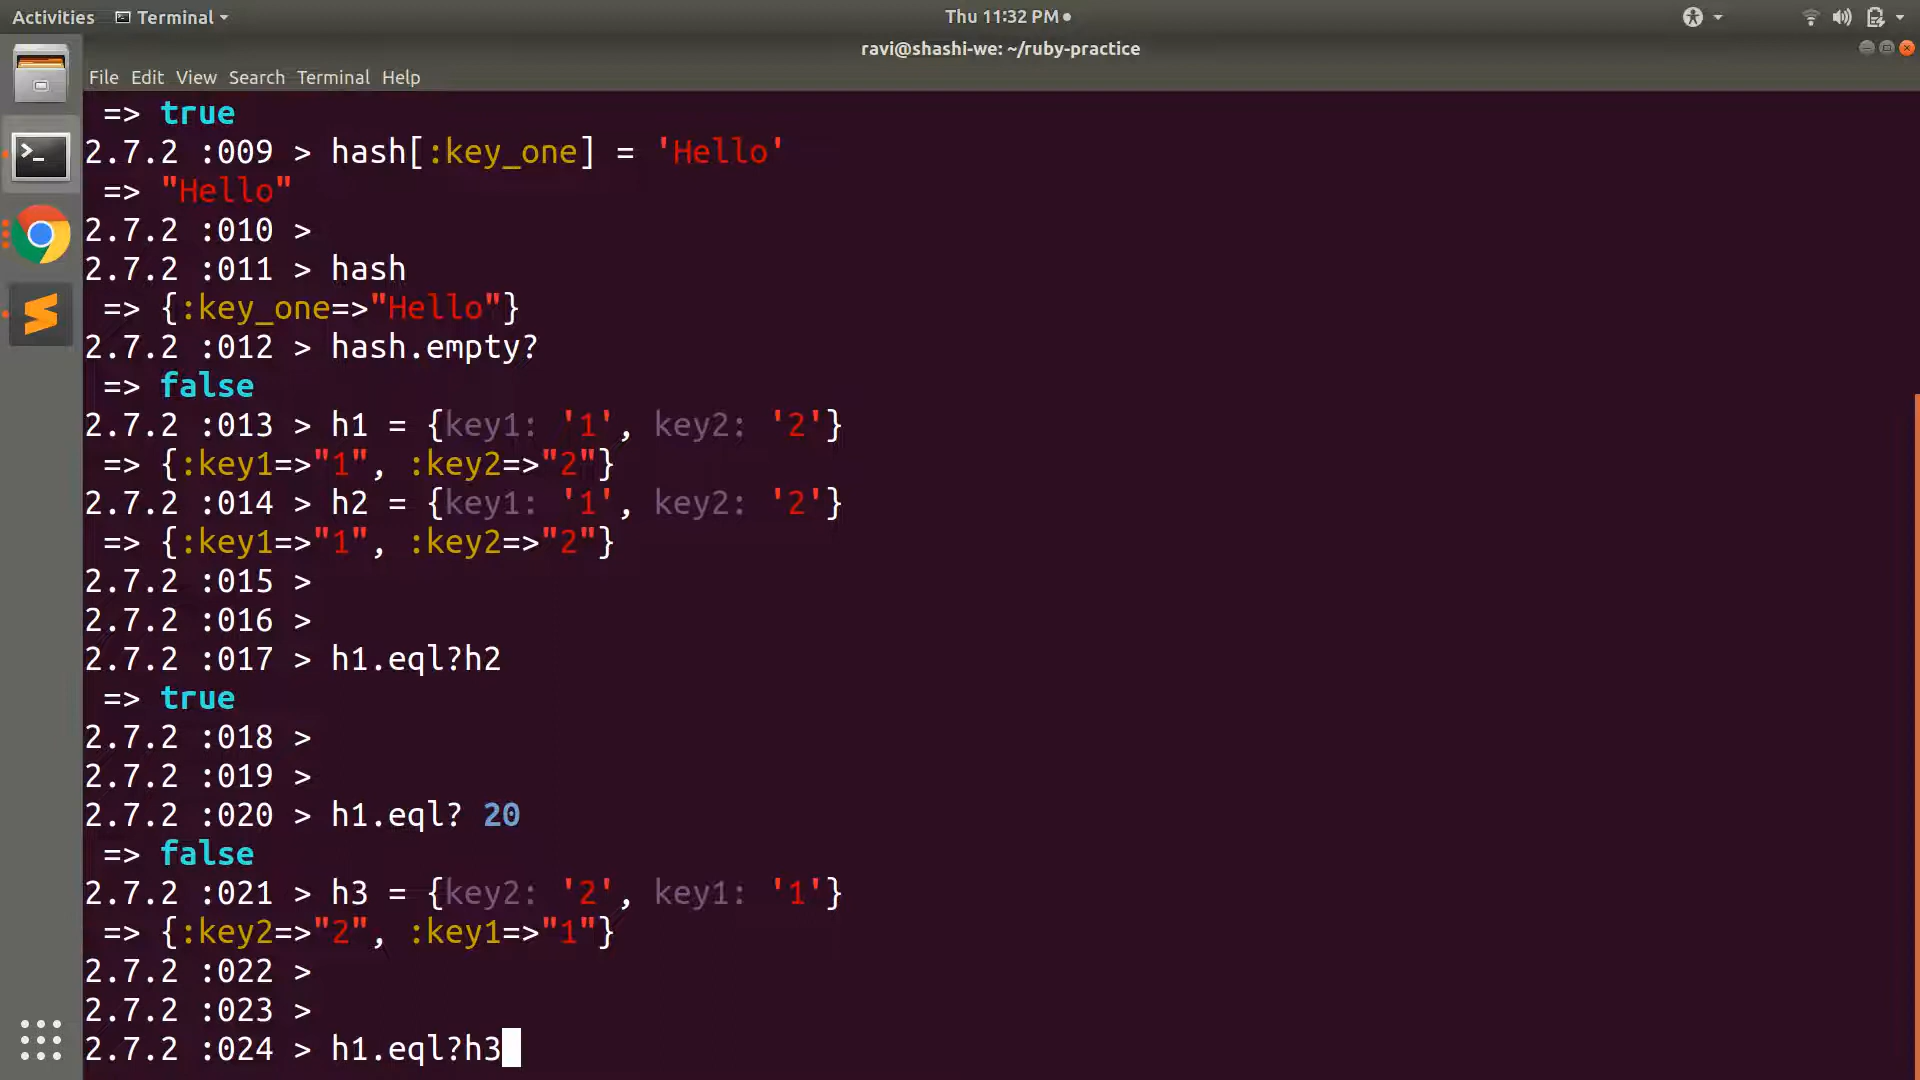 Activities Terminal Thu 11:32 PM
ravi@shashi-we: ~/ruby-practice
File Edit View Search Terminal Help
=> true
2.7.2 :009 > hash[:key_one] = 'Hello'
=> "Hello"
2.7.2 :010 >
2.7.2 :011 > hash
=> {:key_one=>"Hello"}
2.7.2 :012 > hash.empty?
=> false
2.7.2 :013 > h1 = {key1: '1', key2: '2'}
=> {:key1=>"1", :key2=>"2"}
2.7.2 :014 > h2 = {key1: '1', key2: '2'}
=> {:key1=>"1", :key2=>"2"}
2.7.2 :015 >
2.7.2 :016 >
2.7.2 :017 > h1.eql?h2
=> true
2.7.2 :018 >
2.7.2 :019 >
2.7.2 :020 > h1.eql? 20
=> false
2.7.2 :021 > h3 = {key2: '2', key1: '1'}
=> {:key2=>"2", :key1=>"1"}
2.7.2 :022 >
2.7.2 :023 >
2.7.2 :024 > h1.eql?h3